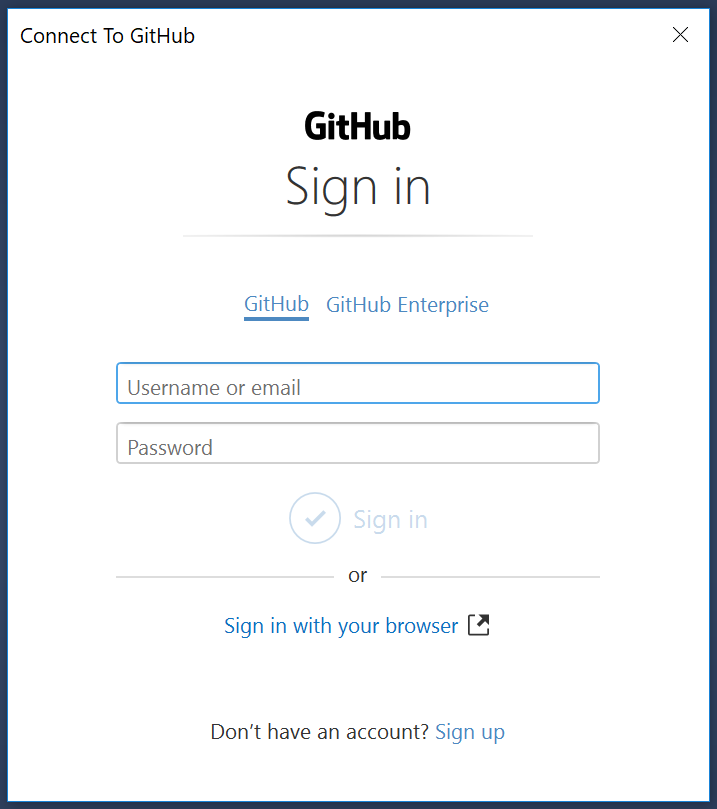 Connect To GitHub
GitHub
Sign in
GitHub GitHub Enterprise
Username or email
Password
Sign in
or
Sign in with your browser
Don’t have an account? Sign up